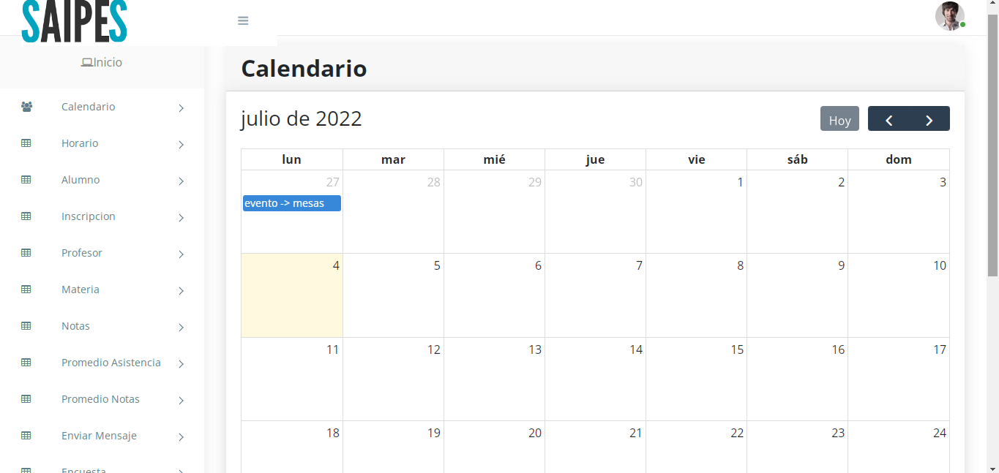 SAIPES
Inicio
Calendario
Horario
Alumno
Inscripcion
Profesor
Materia
Notas
Promedio Asistencia
Promedio Notas
Enviar Mensaje
Encuesta
Calendario
julio de 2022
Hoy
lun mar mié jue vie sáb dom
27 28 29 30 1 2 3
evento -> mesas
4 5 6 7 8 9 10
11 12 13 14 15 16 17
18 19 20 21 22 23 24